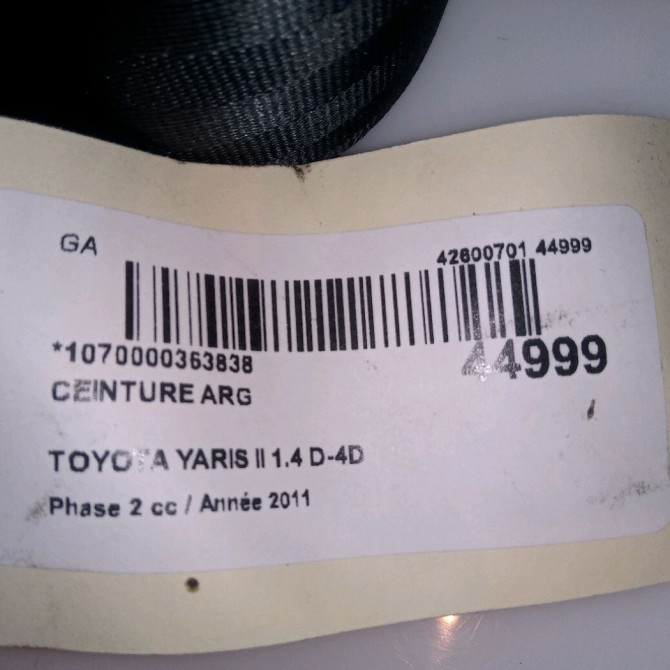 GA
42600701 44999
*1070000363838
44999
CEINTURE ARG
TOYOTA YARIS II 1.4 D-4D
Phase 2 cc / Année 2011